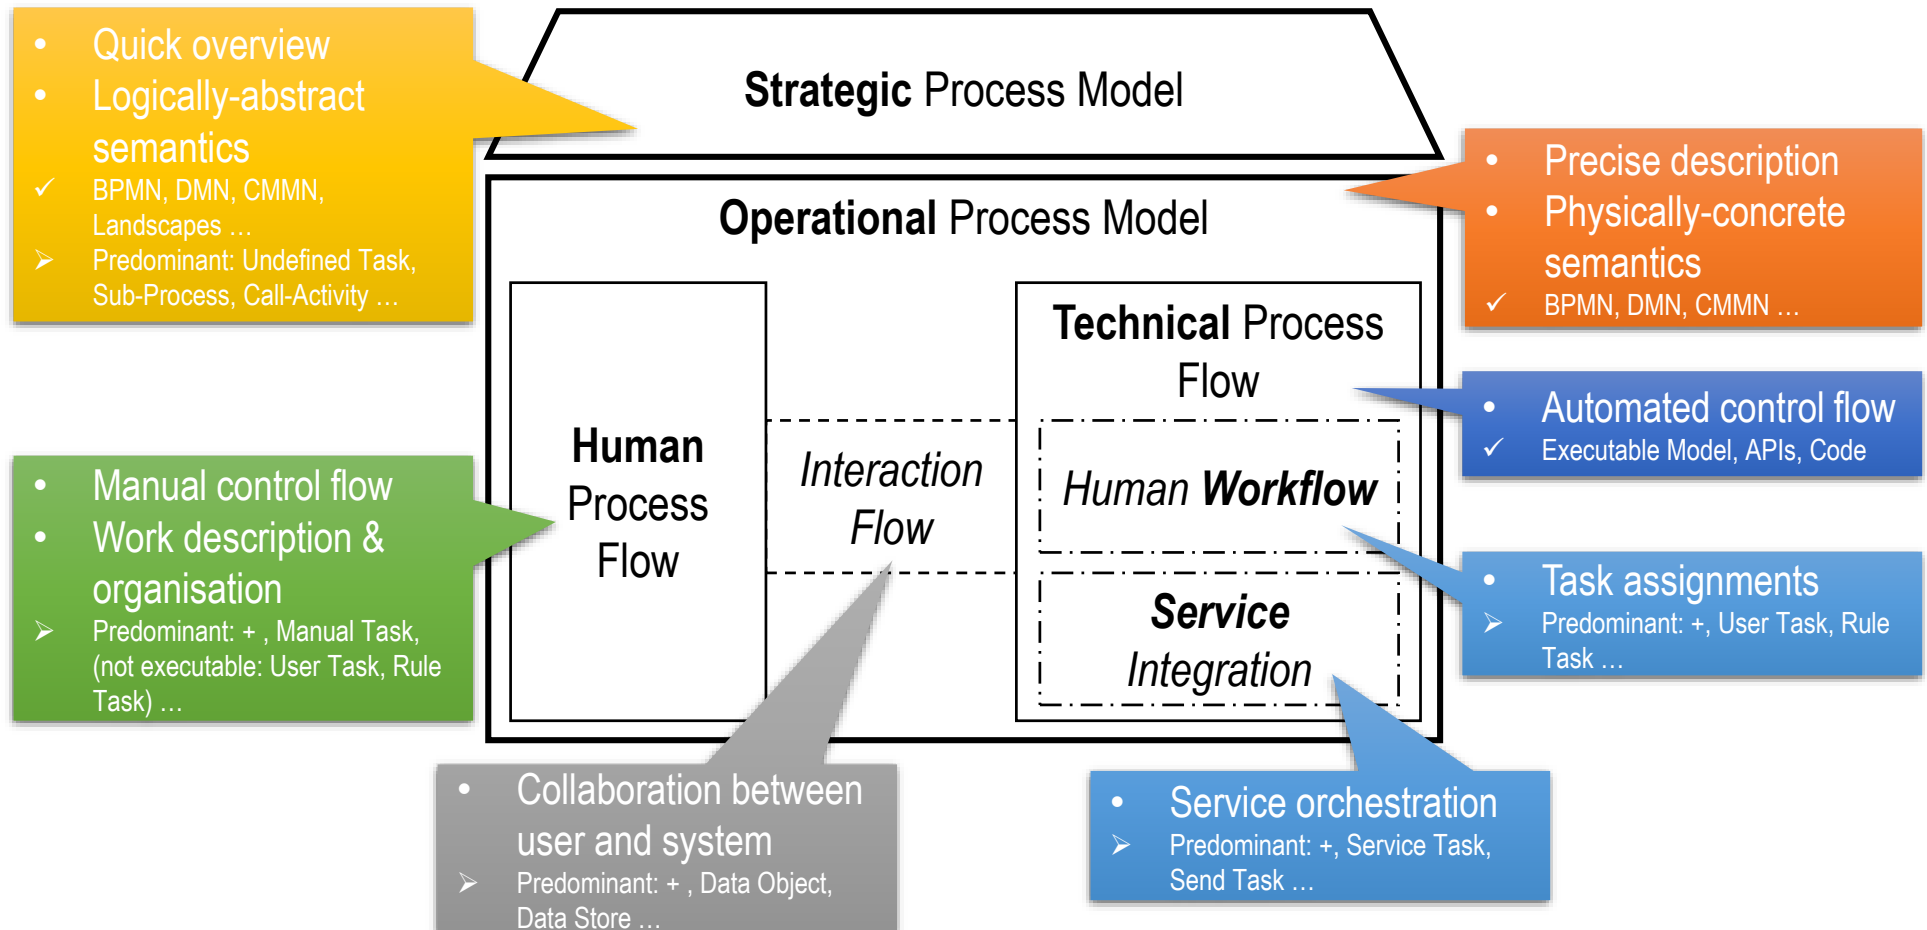 • Quick overview
• Logically-abstract
semantics
✓ BPMN, DMN, CMMN,
Landscapes …
➢ Predominant: Undefined Task,
Sub-Process, Call-Activity …
Strategic Process Model
Operational Process Model
• Precise description
• Physically-concrete
semantics
✓ BPMN, DMN, CMMN …
Technical Process
Flow
• Automated control flow
✓ Executable Model, APIs, Code
Human
Process
Flow
Interaction
Flow
Human Workflow
Service
Integration
• Manual control flow
• Work description &
organisation
➢ Predominant: + , Manual Task,
(not executable: User Task, Rule
Task) …
• Task assignments
➢ Predominant: +, User Task, Rule
Task …
• Collaboration between
user and system
➢ Predominant: + , Data Object,
Data Store …
• Service orchestration
➢ Predominant: +, Service Task,
Send Task …